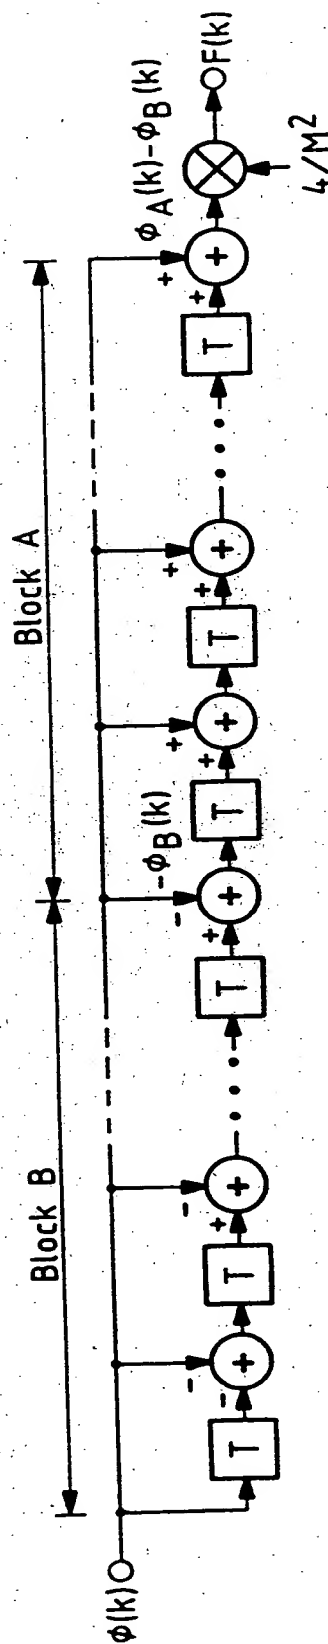 Block B
Block A
ϕ(k)
T
-
-
+
T
-
+
+
• • •
T
-
+
+
-ϕ_B(k)
T
+
+
+
T
+
+
+
• • •
T
+
+
+
ϕ_A(k)-ϕ_B(k)
F(k)
4/M²